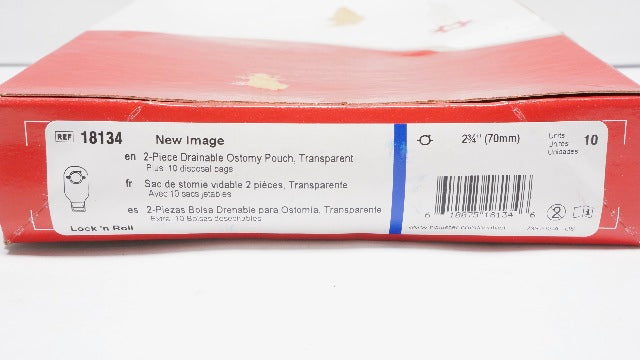 REF 18134 New Image
en 2-Piece Drainable Ostomy Pouch, Transparent
Plus 10 disposal bags
fr Sac de stomie vidable 2 pièces, Transparente
Avec 10 sacs jetables
es 2-Piezas Bolsa Drenable para Ostomía, Transparente
Extra 10 Bolsas desechables
Lock 'n Roll
2¾" (70mm)
Units
Unités
Unidades
10
2